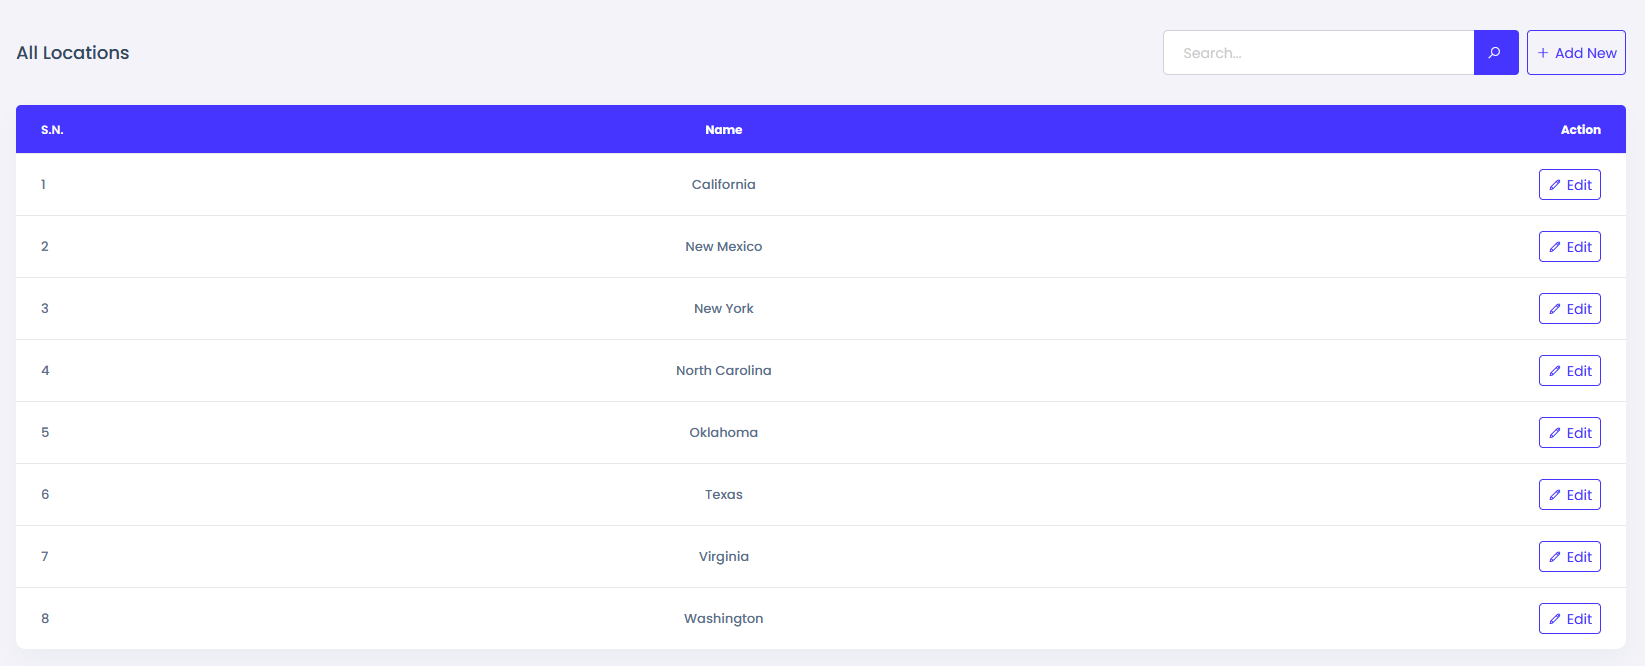 All Locations
Search...
Add New
S.N. Name Action
1 California Edit
2 New Mexico Edit
3 New York Edit
4 North Carolina Edit
5 Oklahoma Edit
6 Texas Edit
7 Virginia Edit
8 Washington Edit